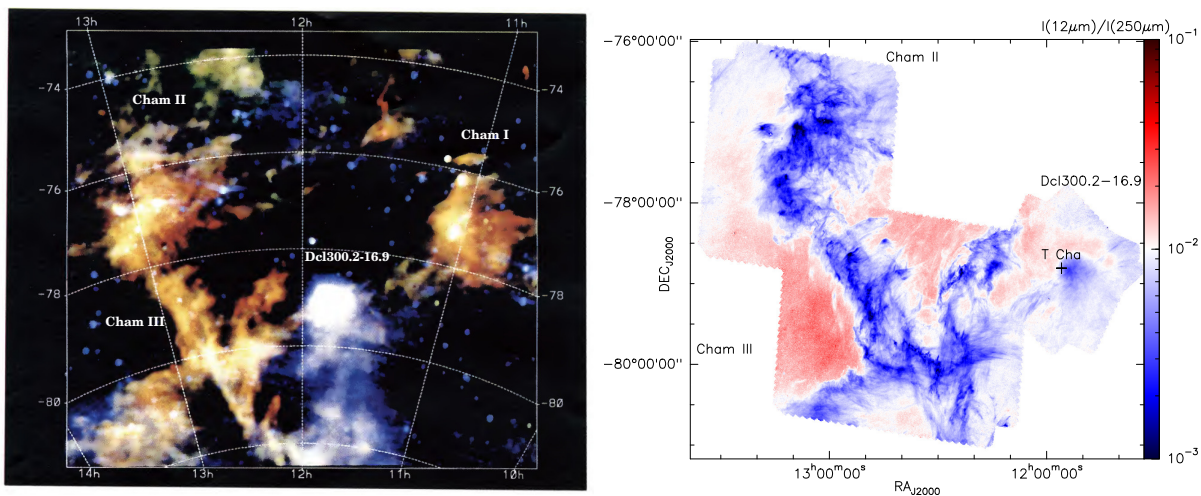 13h 12h 11h
-74 -74
Cham II
Cham I
-76 -76
Dcl300.2-16.9
-78 -78
Cham III
-80 -80
14h 13h 12h 11h 10h
I(12μm)/I(250μm)
−76°00'00''
10⁻¹
Cham II
Dcl300.2−16.9
−78°00'00''
10⁻²
T Cha
DEC_J2000
Cham III
−80°00'00''
10⁻³
13ʰ00ᵐ00ˢ 12ʰ00ᵐ00ˢ
RA_J2000